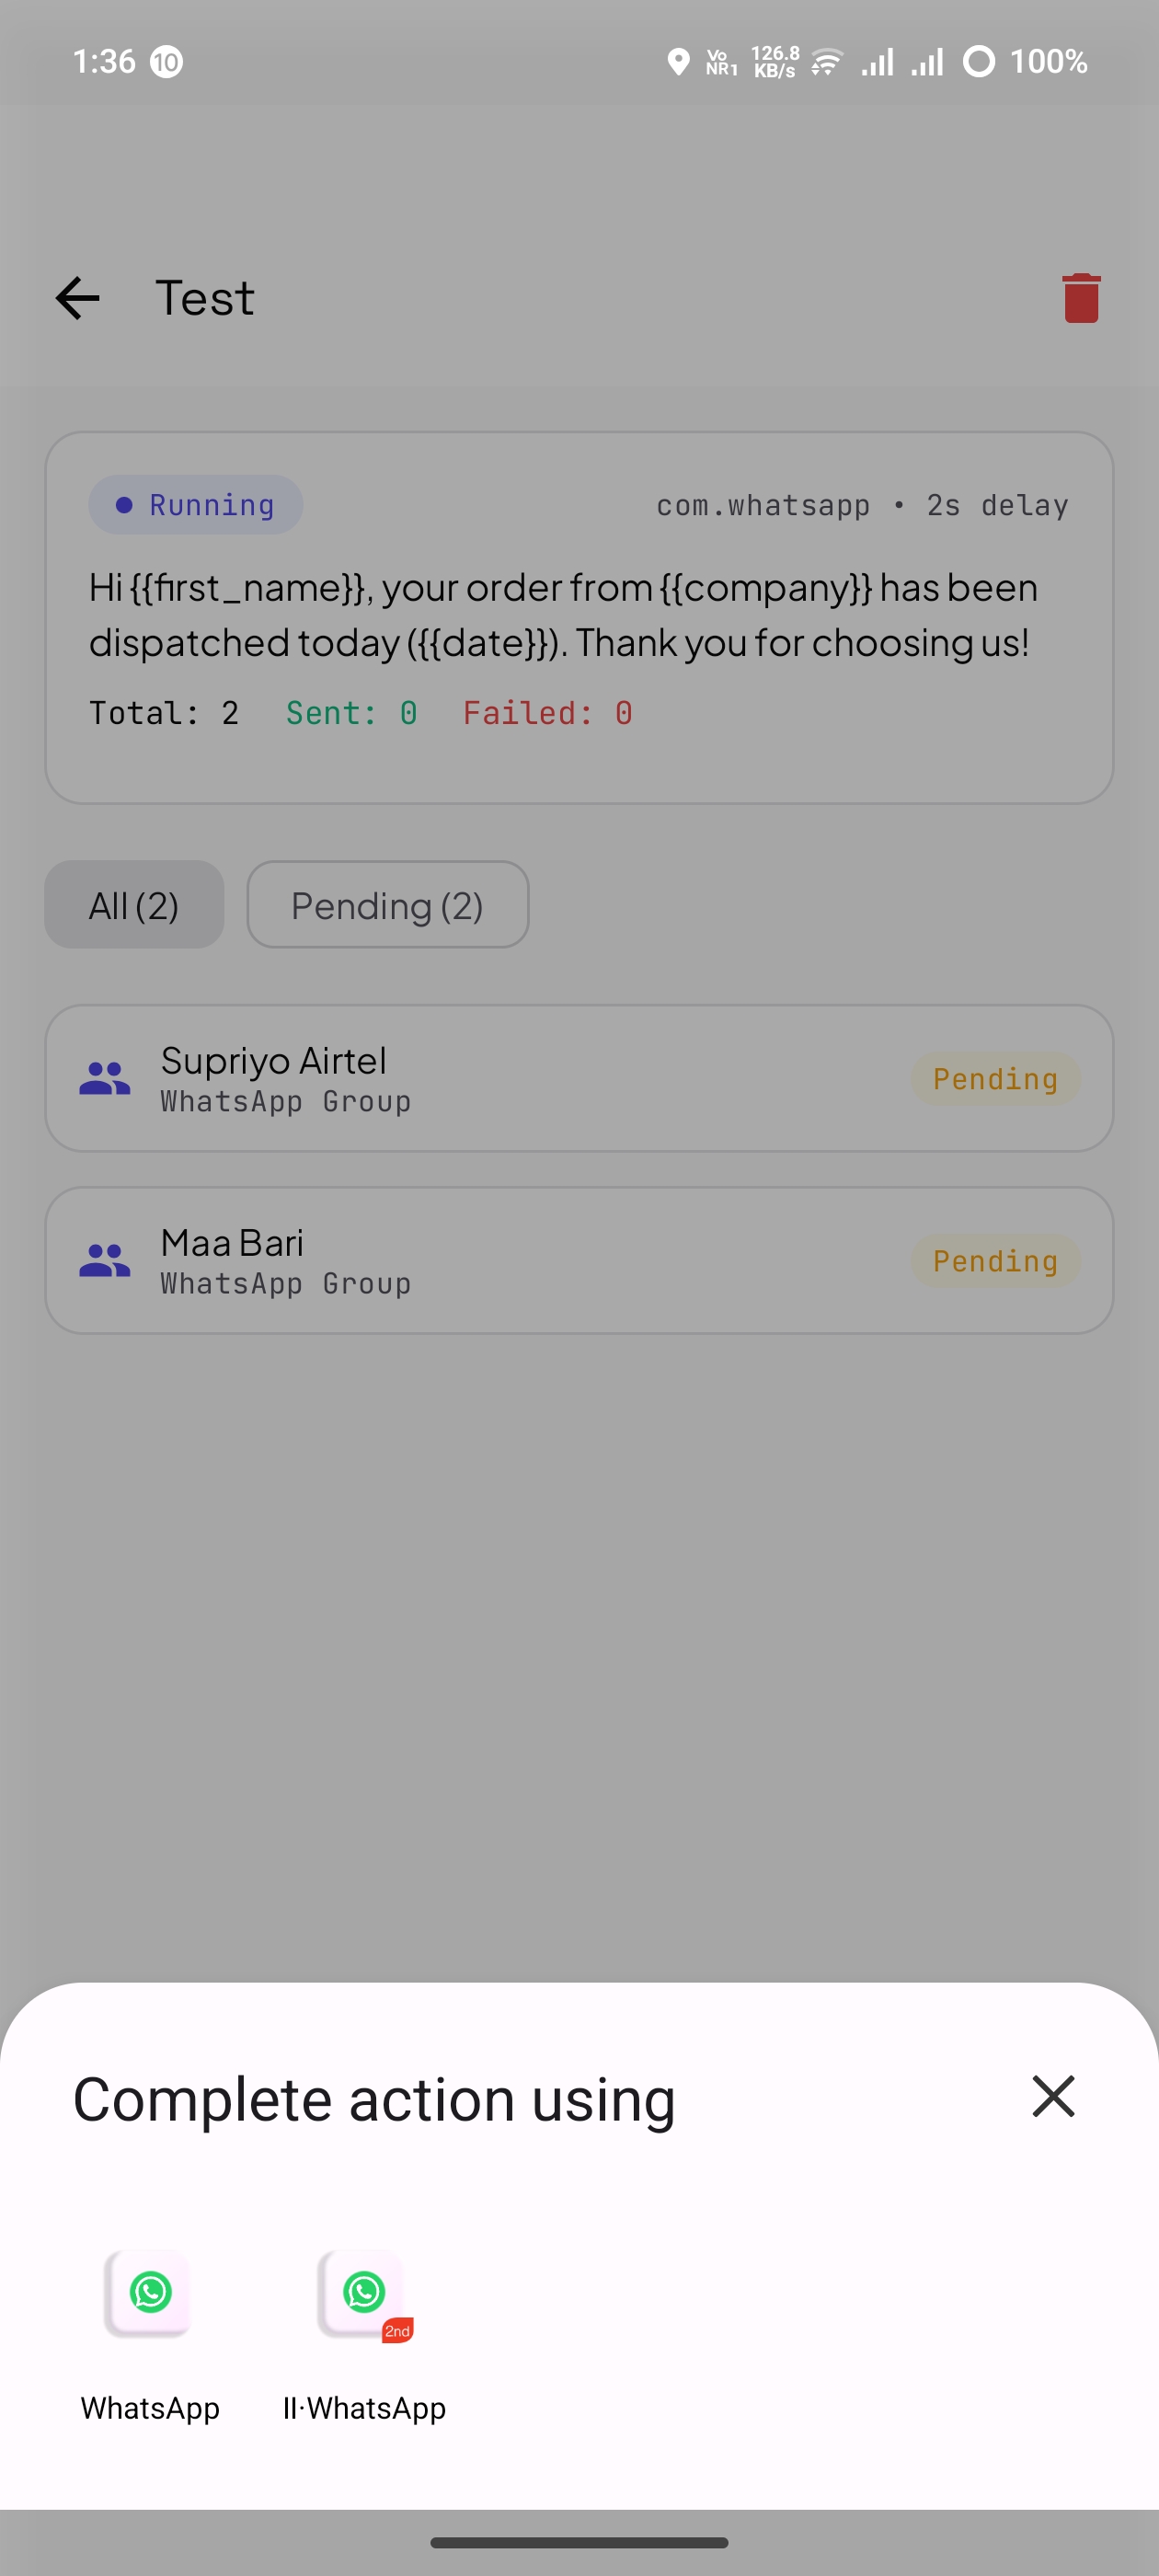 1:36 10 Vo NR1 126.8 KB/s 100%
Test
Running com.whatsapp • 2s delay
Hi {{first_name}}, your order from {{company}} has been
dispatched today ({{date}}). Thank you for choosing us!
Total: 2 Sent: 0 Failed: 0
All (2) Pending (2)
Supriyo Airtel
WhatsApp Group
Pending
Maa Bari
WhatsApp Group
Pending
Complete action using
2nd
WhatsApp II·WhatsApp